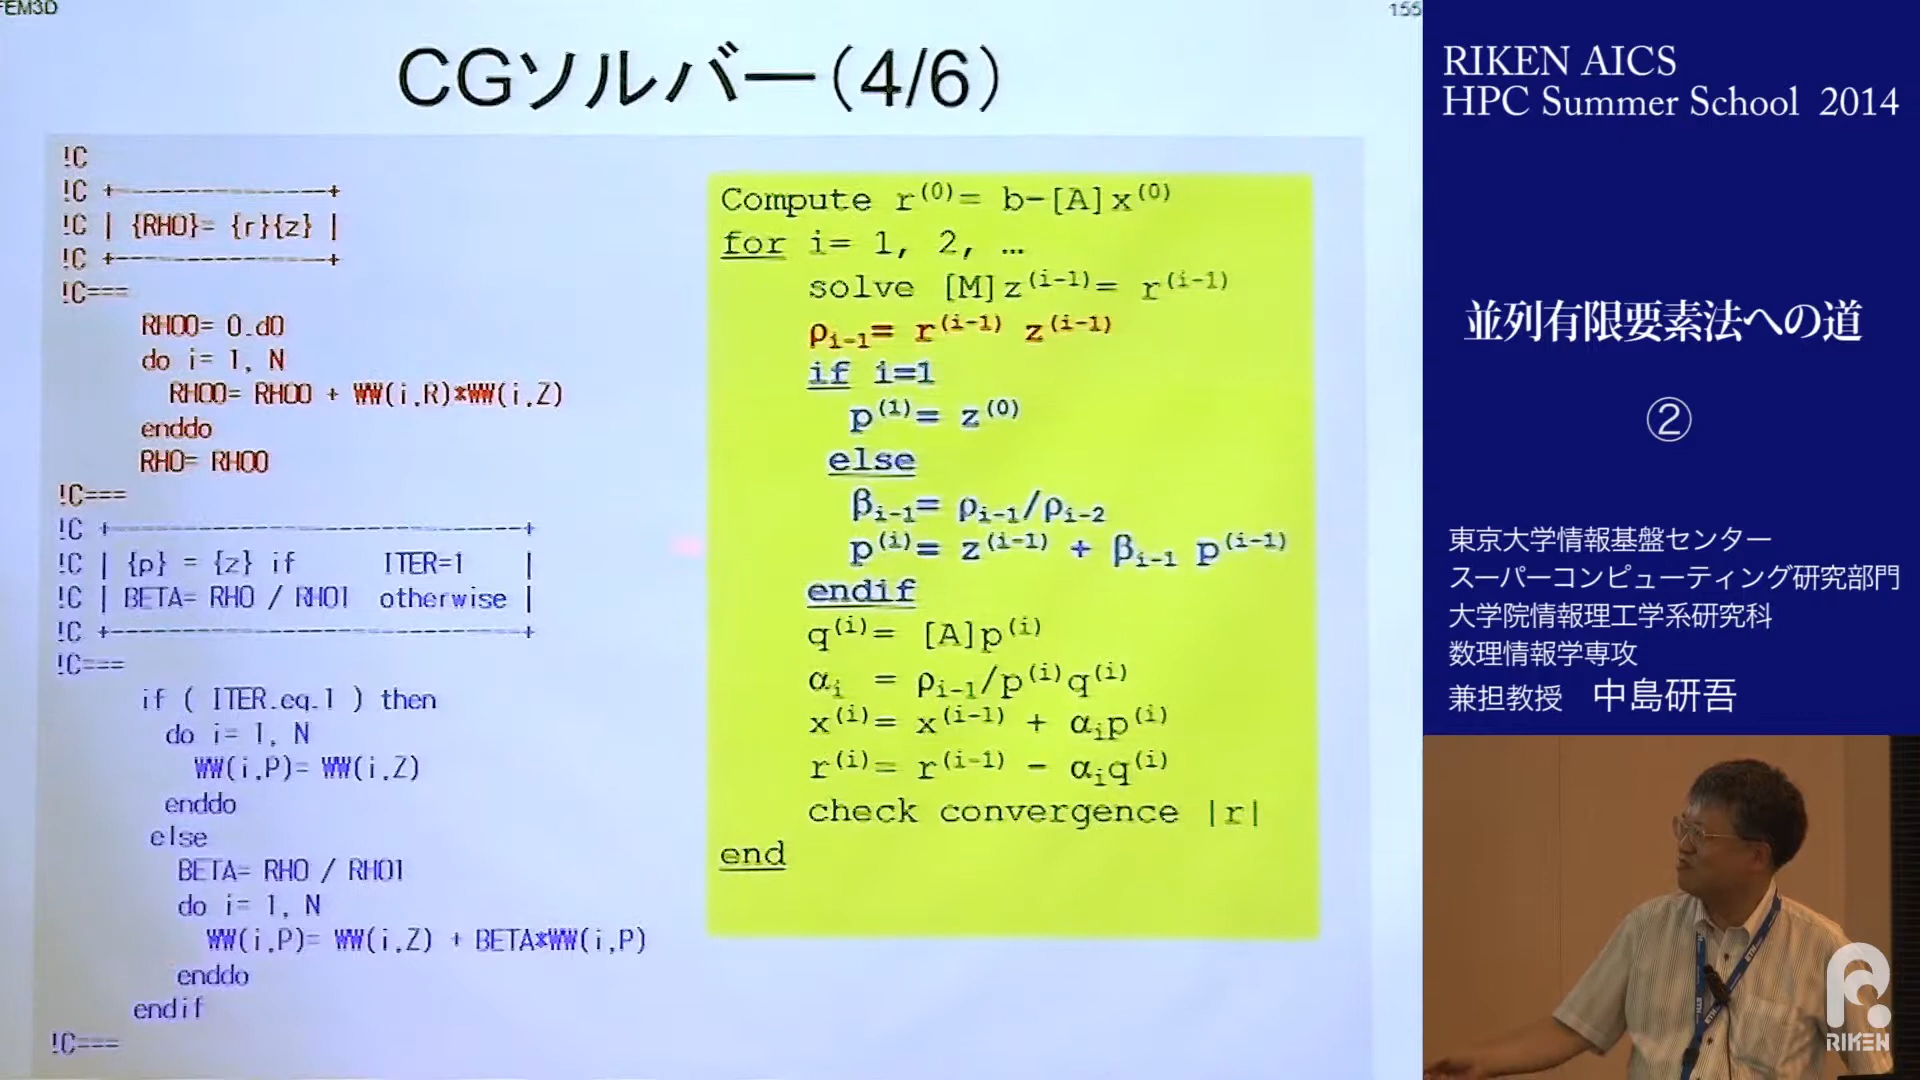 FEM3D
155
CGソルバー(4/6)
!C
!C +----------------+
!C | {RHO}= {r}{z} |
!C +----------------+
!C===
RHO0= 0.d0
do i= 1, N
RHO0= RHO0 + WW(i,R)*WW(i,Z)
enddo
RHO= RHO0
!C===
!C +------------------------------+
!C | {p} = {z} if ITER=1 |
!C | BETA= RHO / RHO1 otherwise |
!C +------------------------------+
!C===
if ( ITER.eq.1 ) then
do i= 1, N
WW(i,P)= WW(i,Z)
enddo
else
BETA= RHO / RHO1
do i= 1, N
WW(i,P)= WW(i,Z) + BETA*WW(i,P)
enddo
endif
!C===
Compute r(0)= b-[A]x(0)
for i= 1, 2, …
solve [M]z(i-1)= r(i-1)
ρi-1= r(i-1) z(i-1)
if i=1
p(1)= z(0)
else
βi-1= ρi-1/ρi-2
p(i)= z(i-1) + βi-1 p(i-1)
endif
q(i)= [A]p(i)
αi = ρi-1/p(i)q(i)
x(i)= x(i-1) + αip(i)
r(i)= r(i-1) - αiq(i)
check convergence |r|
end
RIKEN AICS
HPC Summer School 2014
並列有限要素法への道
②
東京大学情報基盤センター
スーパーコンピューティング研究部門
大学院情報理工学系研究科
数理情報学専攻
兼担教授 中島研吾
RIKEN